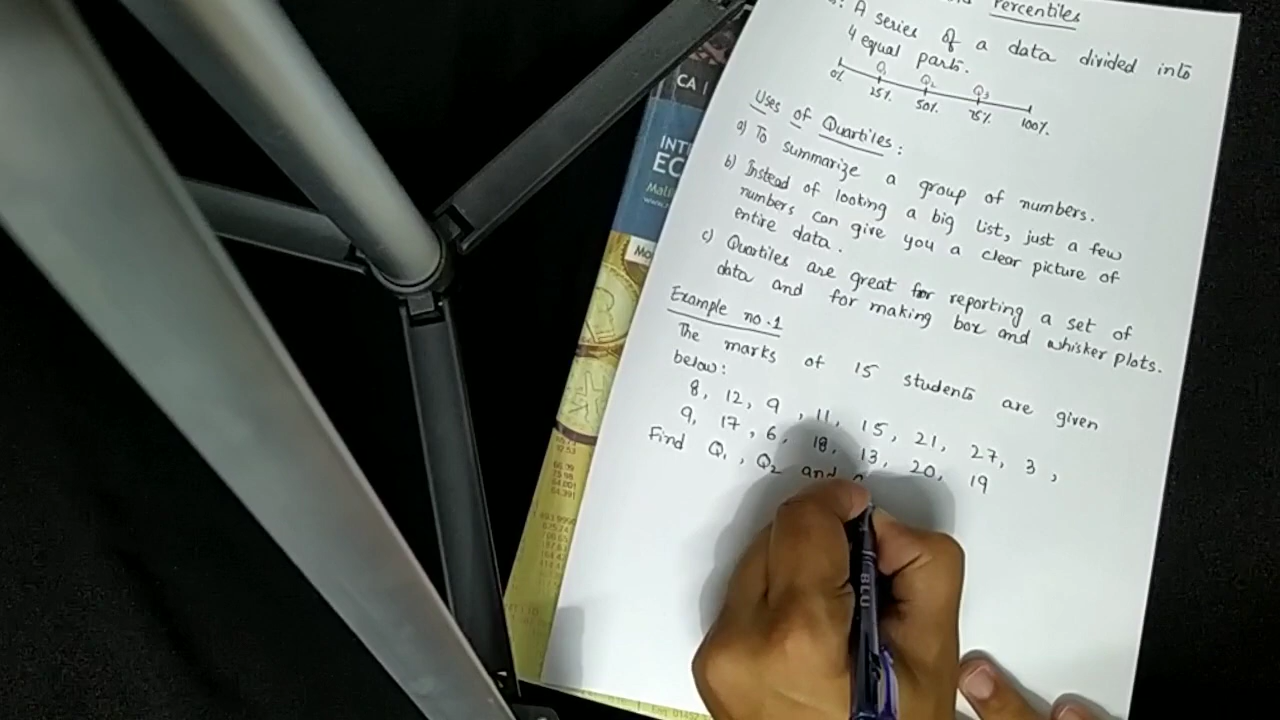 Percentiles
A series of a data divided into
4 equal parts.
Q1 Q2 Q3
0% 25% 50% 75% 100%
Uses of Quartiles:
a) To summarize a group of numbers.
b) Instead of looking a big list, just a few
numbers can give you a clear picture of
entire data.
c) Quartiles are great for reporting a set of
data and for making box and whisker plots.
Example no.1
The marks of 15 students are given
below:
8, 12, 9, 11, 15, 21, 27, 3,
9, 17, 6, 18, 13, 20, 19
Find Q1, Q2 and
CA
BLU